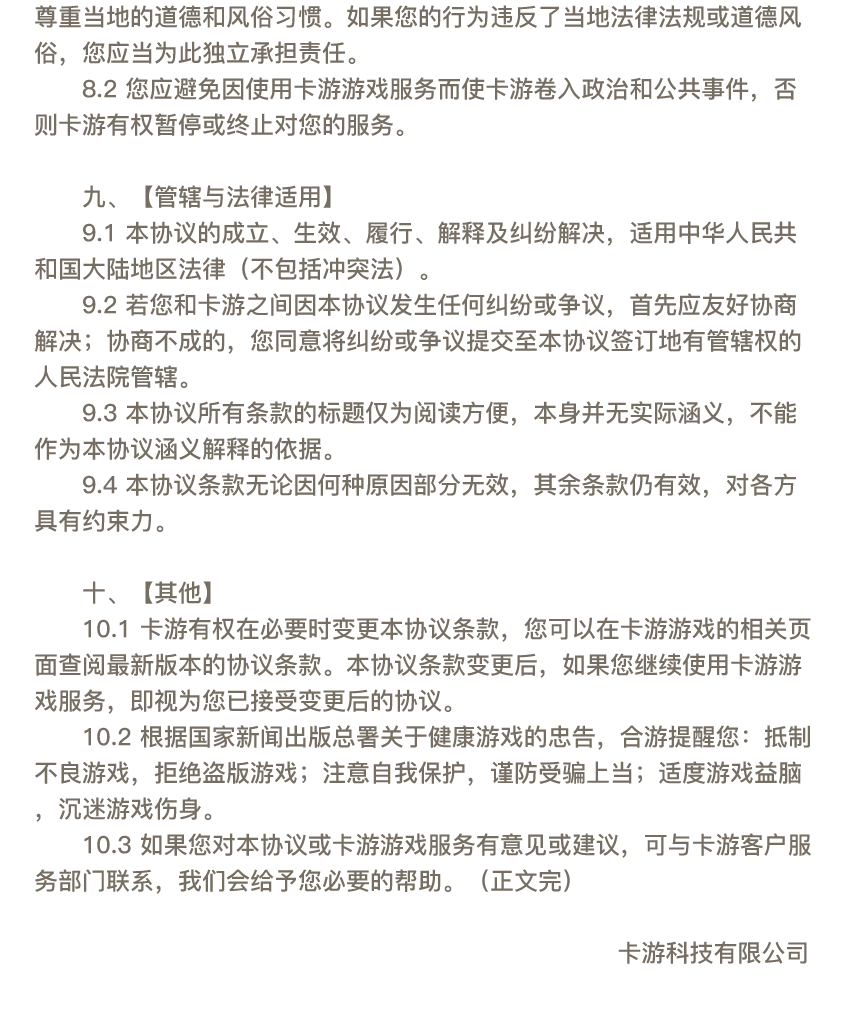 尊重当地的道德和风俗习惯。如果您的行为违反了当地法律法规或道德风
俗，您应当为此独立承担责任。
8.2 您应避免因使用卡游游戏服务而使卡游卷入政治和公共事件，否
则卡游有权暂停或终止对您的服务。
九、【管辖与法律适用】
9.1 本协议的成立、生效、履行、解释及纠纷解决，适用中华人民共
和国大陆地区法律（不包括冲突法）。
9.2 若您和卡游之间因本协议发生任何纠纷或争议，首先应友好协商
解决；协商不成的，您同意将纠纷或争议提交至本协议签订地有管辖权的
人民法院管辖。
9.3 本协议所有条款的标题仅为阅读方便，本身并无实际涵义，不能
作为本协议涵义解释的依据。
9.4 本协议条款无论因何种原因部分无效，其余条款仍有效，对各方
具有约束力。
十、【其他】
10.1 卡游有权在必要时变更本协议条款，您可以在卡游游戏的相关页
面查阅最新版本的协议条款。本协议条款变更后，如果您继续使用卡游游
戏服务，即视为您已接受变更后的协议。
10.2 根据国家新闻出版总署关于健康游戏的忠告，合游提醒您：抵制
不良游戏，拒绝盗版游戏；注意自我保护，谨防受骗上当；适度游戏益脑
，沉迷游戏伤身。
10.3 如果您对本协议或卡游游戏服务有意见或建议，可与卡游客户服
务部门联系，我们会给予您必要的帮助。（正文完）
卡游科技有限公司